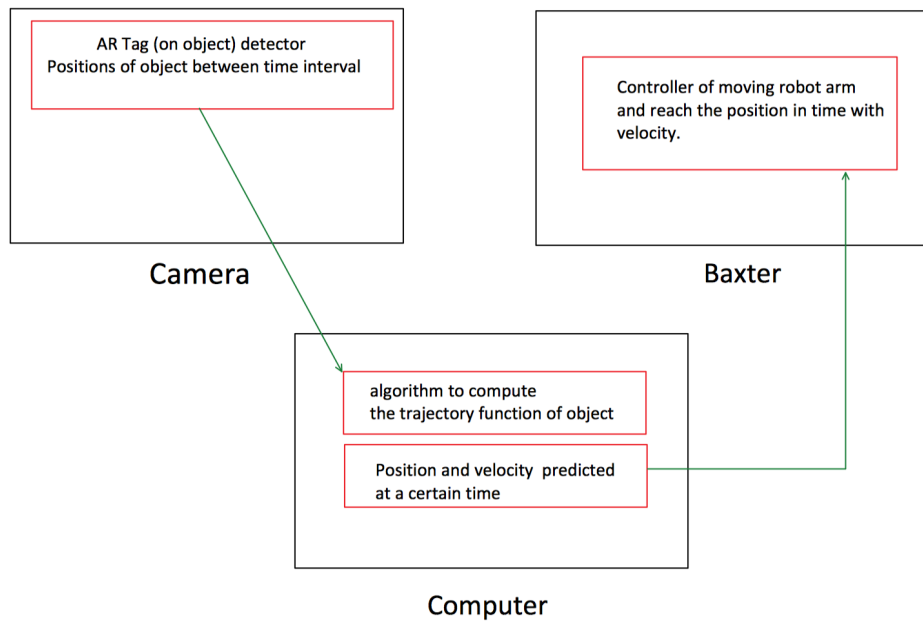 AR Tag (on object) detector
Positions of object between time interval
Camera
Controller of moving robot arm
and reach the position in time with
velocity.
Baxter
algorithm to compute
the trajectory function of object
Position and velocity predicted
at a certain time
Computer